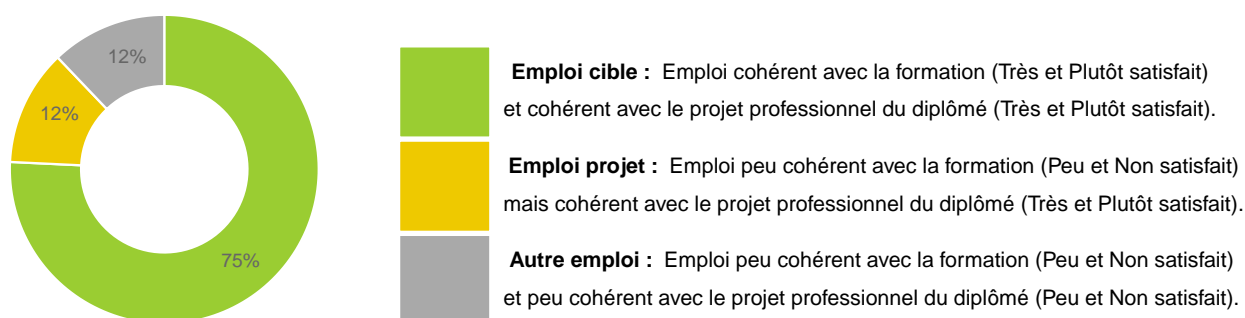 12%
12%
75%
Emploi cible : Emploi cohérent avec la formation (Très et Plutôt satisfait)
et cohérent avec le projet professionnel du diplômé (Très et Plutôt satisfait).
Emploi projet : Emploi peu cohérent avec la formation (Peu et Non satisfait)
mais cohérent avec le projet professionnel du diplômé (Très et Plutôt satisfait).
Autre emploi : Emploi peu cohérent avec la formation (Peu et Non satisfait)
et peu cohérent avec le projet professionnel du diplômé (Peu et Non satisfait).